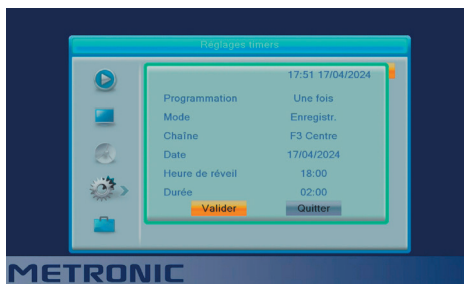 Réglages timers
17:51 17/04/2024
Programmation Une fois
Mode Enregistr.
Chaîne F3 Centre
Date 17/04/2024
Heure de réveil 18:00
Durée 02:00
Valider Quitter
METRONIC